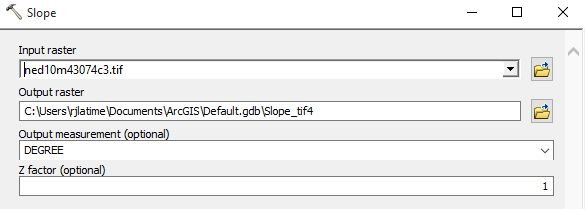 Slope
Input raster
ned10m43074c3.tif
Output raster
C:\Users\rjlatime\Documents\ArcGIS\Default.gdb\Slope_tif4
Output measurement (optional)
DEGREE
Z factor (optional)
1